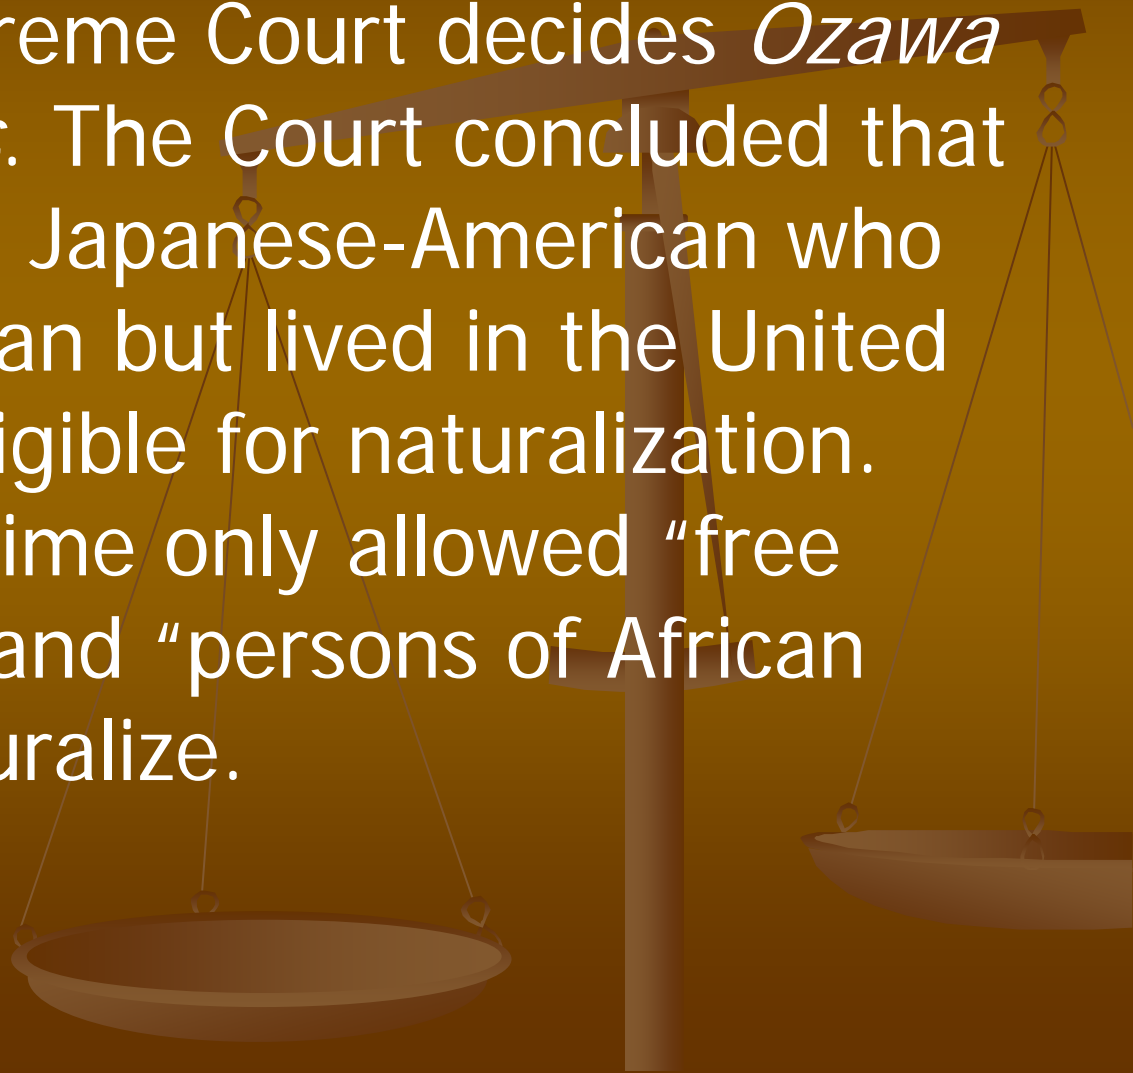 reme Court decides Ozawa
. The Court concluded that
Japanese-American who
an but lived in the United
igible for naturalization.
ime only allowed “free
and “persons of African
uralize.